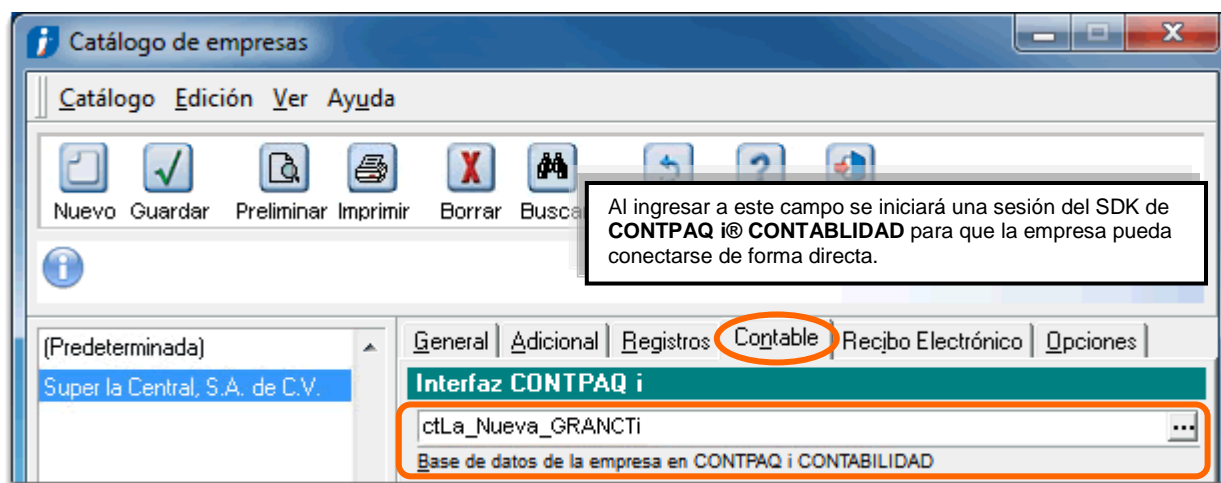 Catálogo de empresas
Catálogo Edición Ver Ayuda
Nuevo Guardar Preliminar Imprimir Borrar
Al ingresar a este campo se iniciará una sesión del SDK de
CONTPAQ i® CONTABLIDAD para que la empresa pueda
conectarse de forma directa.
(Predeterminada)
Super la Central, S.A. de C.V.
General Adicional Registros Contable Recibo Electrónico Opciones
Interfaz CONTPAQ i
ctLa_Nueva_GRANCTi ...
Base de datos de la empresa en CONTPAQ i CONTABILIDAD